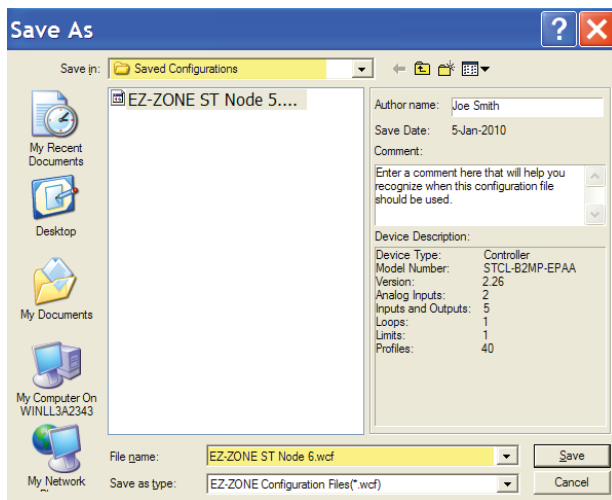 Save As
Save in:
Saved Configurations
My Recent
Documents
Desktop
My Documents
My Computer On
WINLL3A2343
My Network
EZ-ZONE ST Node 5....
Author name: Joe Smith
Save Date: 5-Jan-2010
Comment:
Enter a comment here that will help you
recognize when this configuration file
should be used.
Device Description:
Device Type: Controller
Model Number: STCL-B2MP-EPAA
Version: 2.26
Analog Inputs: 2
Inputs and Outputs: 5
Loops: 1
Limits: 1
Profiles: 40
File name: EZ-ZONE ST Node 6.wcf
Save
Save as type: EZ-ZONE Configuration Files(*.wcf)
Cancel